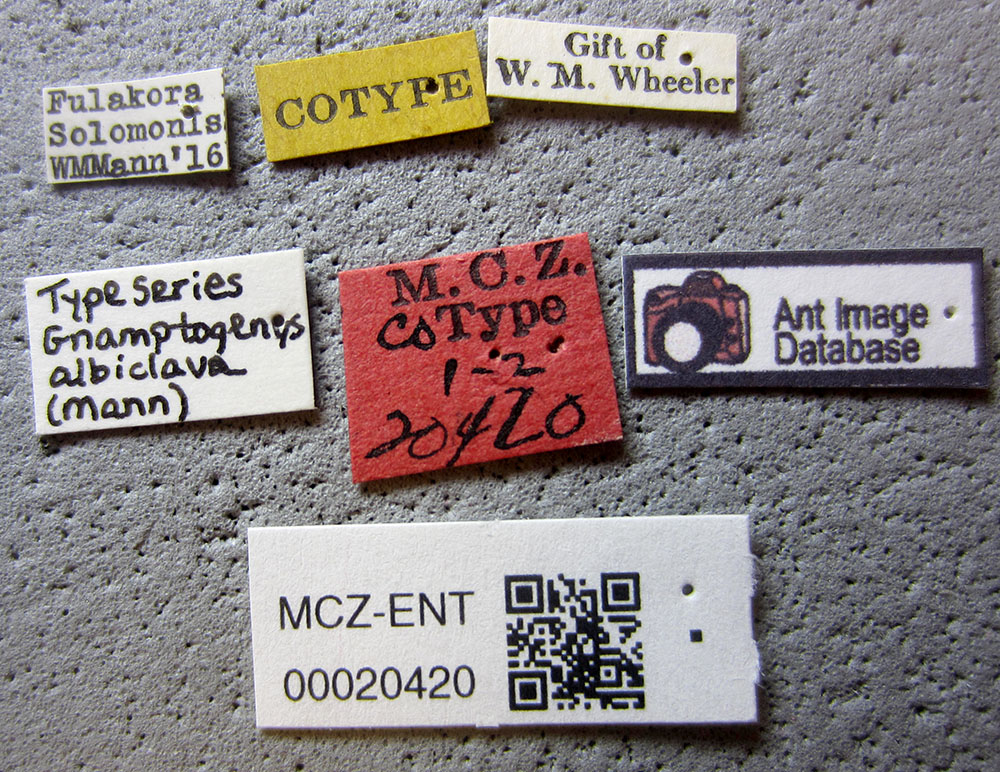 Fulakora
Solomonis
WMMann'16
COTYPE
Gift of
W. M. Wheeler
Type Series
Gnamptogenys
albiclava
(Mann)
M. C. Z.
CoType
1-2
20420
Ant Image
Database
MCZ-ENT
00020420